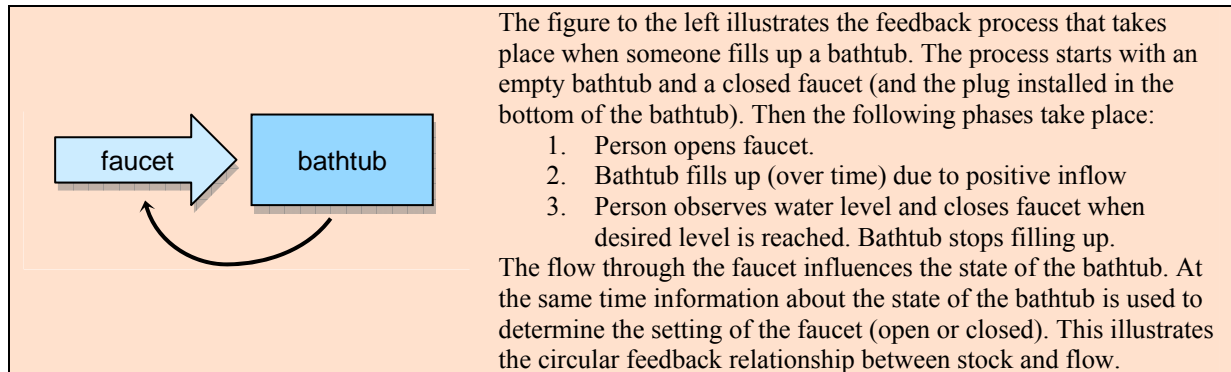 faucet
bathtub
The figure to the left illustrates the feedback process that takes
place when someone fills up a bathtub. The process starts with an
empty bathtub and a closed faucet (and the plug installed in the
bottom of the bathtub). Then the following phases take place:
1. Person opens faucet.
2. Bathtub fills up (over time) due to positive inflow
3. Person observes water level and closes faucet when
desired level is reached. Bathtub stops filling up.
The flow through the faucet influences the state of the bathtub. At
the same time information about the state of the bathtub is used to
determine the setting of the faucet (open or closed). This illustrates
the circular feedback relationship between stock and flow.